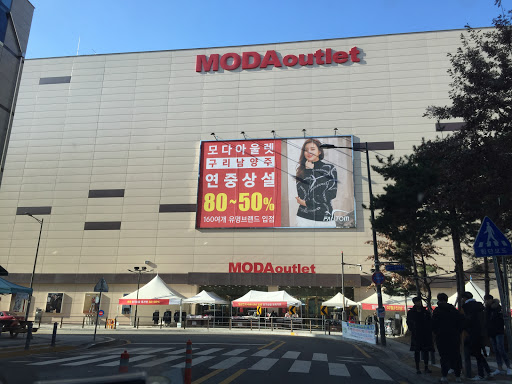 MODAoutlet
모다아울렛
구리남양주
연중상설
80~50%
160여개 유명브랜드 입점
MODAoutlet